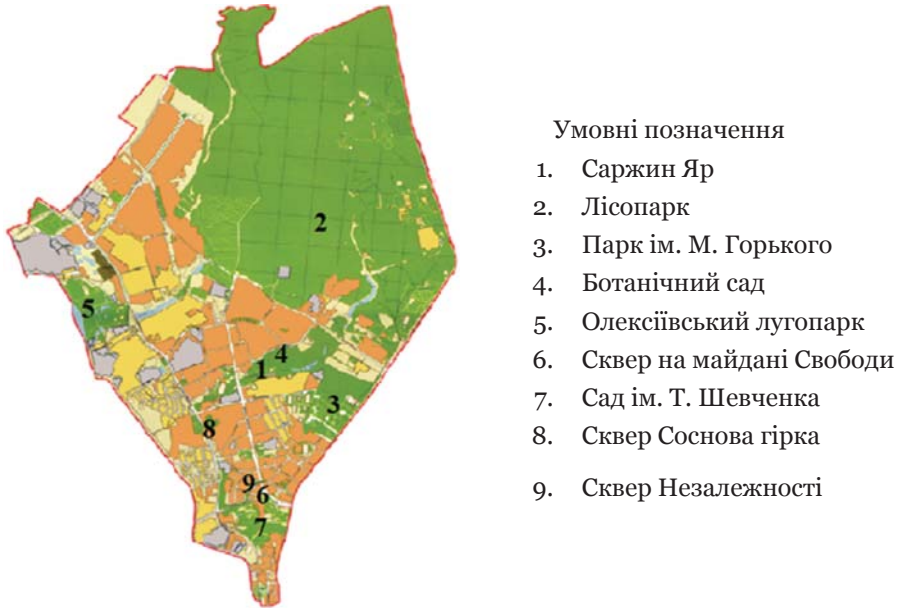 2
5
4
1
3
8
9
6
7
Умовні позначення
1. Саржин Яр
2. Лісопарк
3. Парк ім. М. Горького
4. Ботанічний сад
5. Олексіївський лугопарк
6. Сквер на майдані Свободи
7. Сад ім. Т. Шевченка
8. Сквер Соснова гірка
9. Сквер Незалежності